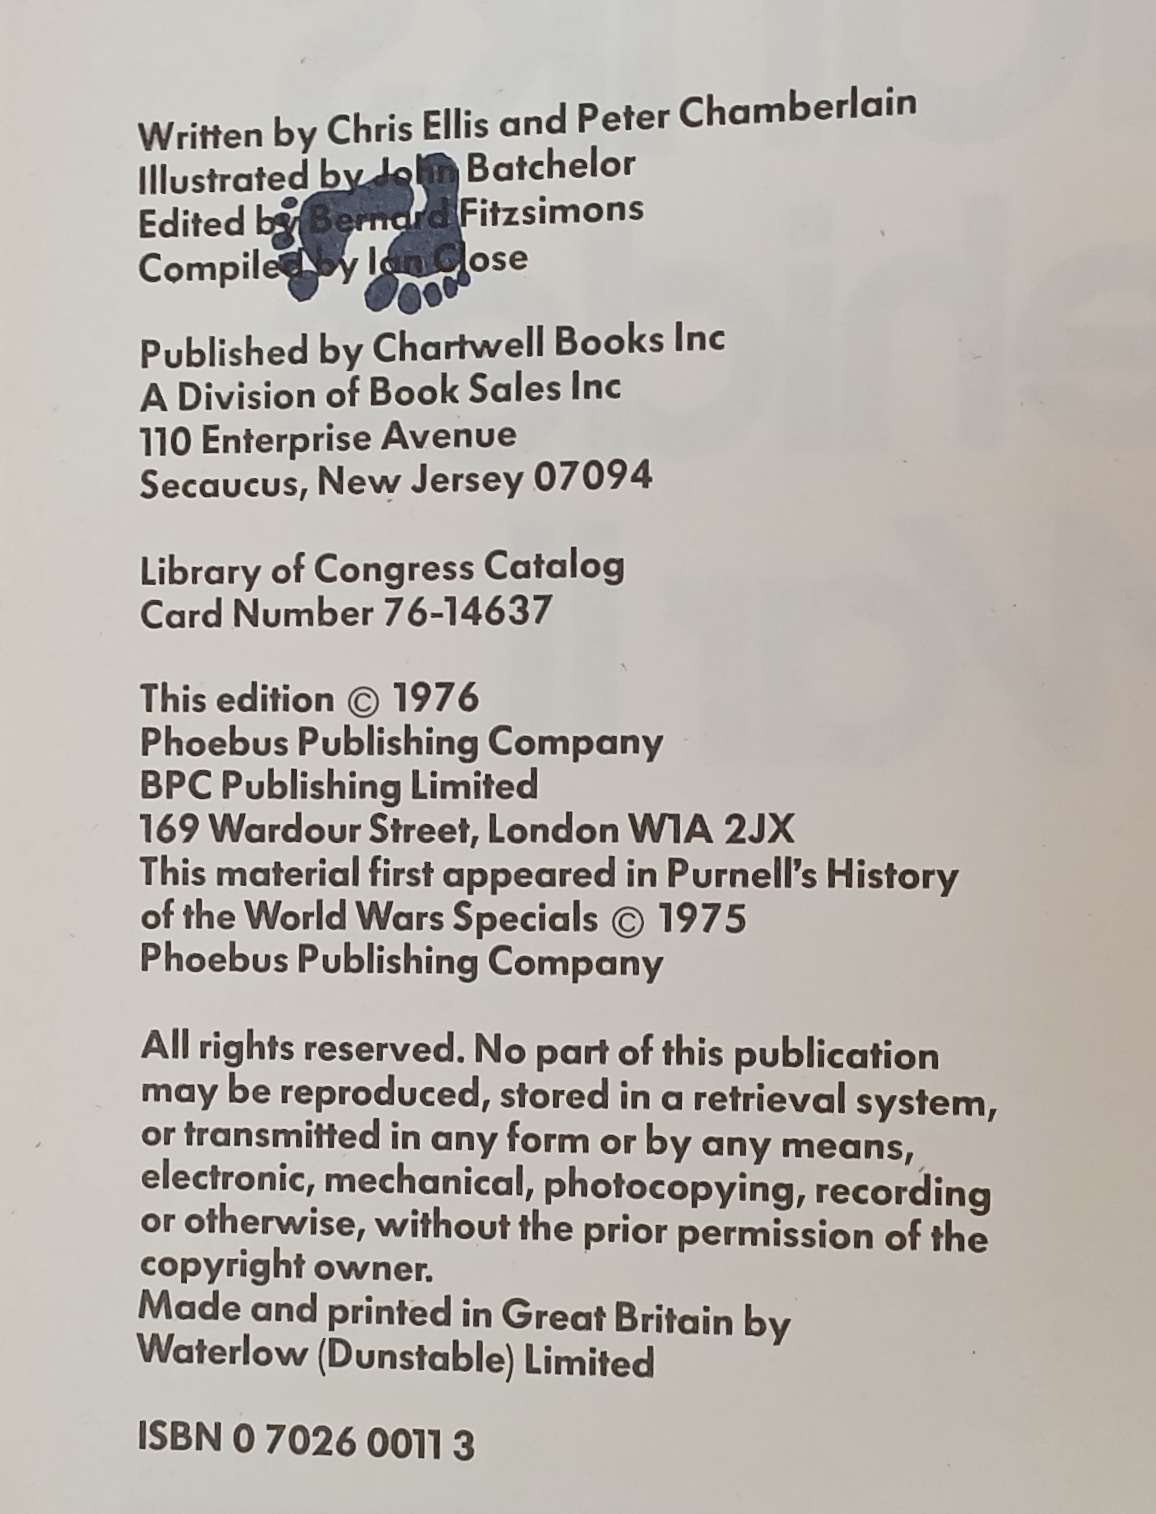 Written by Chris Ellis and Peter Chamberlain
Illustrated by John Batchelor
Edited by Bernard Fitzsimons
Compiled by Ian Close
Published by Chartwell Books Inc
A Division of Book Sales Inc
110 Enterprise Avenue
Secaucus, New Jersey 07094
Library of Congress Catalog
Card Number 76-14637
This edition © 1976
Phoebus Publishing Company
BPC Publishing Limited
169 Wardour Street, London W1A 2JX
This material first appeared in Purnell's History
of the World Wars Specials © 1975
Phoebus Publishing Company
All rights reserved. No part of this publication
may be reproduced, stored in a retrieval system,
or transmitted in any form or by any means,
electronic, mechanical, photocopying, recording
or otherwise, without the prior permission of the
copyright owner.
Made and printed in Great Britain by
Waterlow (Dunstable) Limited
ISBN 0 7026 0011 3